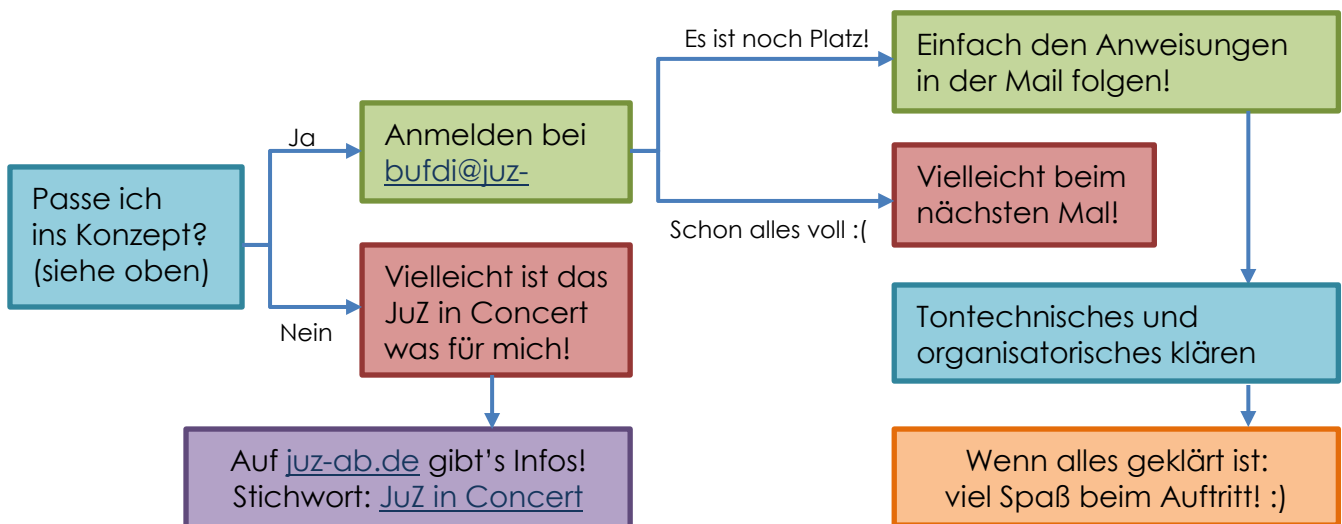 Passe ich
ins Konzept?
(siehe oben)
Ja
Anmelden bei
bufdi@juz-
Nein
Vielleicht ist das
JuZ in Concert
was für mich!
Auf juz-ab.de gibt's Infos!
Stichwort: JuZ in Concert
Es ist noch Platz!
Einfach den Anweisungen
in der Mail folgen!
Schon alles voll :(
Vielleicht beim
nächsten Mal!
Tontechnisches und
organisatorisches klären
Wenn alles geklärt ist:
viel Spaß beim Auftritt! :)